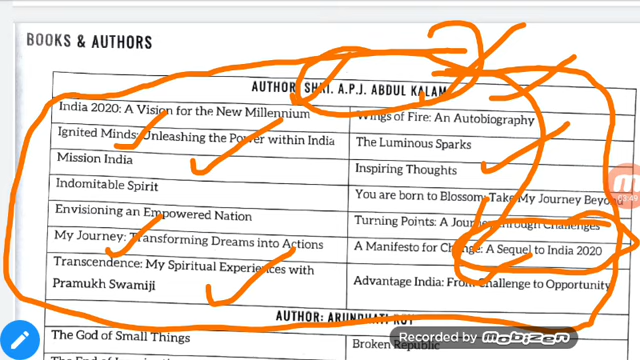 BOOKS & AUTHORS
AUTHOR: SHRI. A.P.J. ABDUL KALAM
India 2020: A Vision for the New Millennium
Wings of Fire: An Autobiography
Ignited Minds: Unleashing the Power within India
The Luminous Sparks
Mission India
Inspiring Thoughts
Indomitable Spirit
You are born to Blossom: Take My Journey Beyond
Envisioning an Empowered Nation
Turning Points: A Journey through Challenges
My Journey: Transforming Dreams into Actions
A Manifesto for Change: A Sequel to India 2020
Transcendence: My Spiritual Experiences with
Pramukh Swamiji
Advantage India: From Challenge to Opportunity
AUTHOR: ARUNDHATI ROY
The God of Small Things
Broken Republic
03:49
Recorded by mobizen